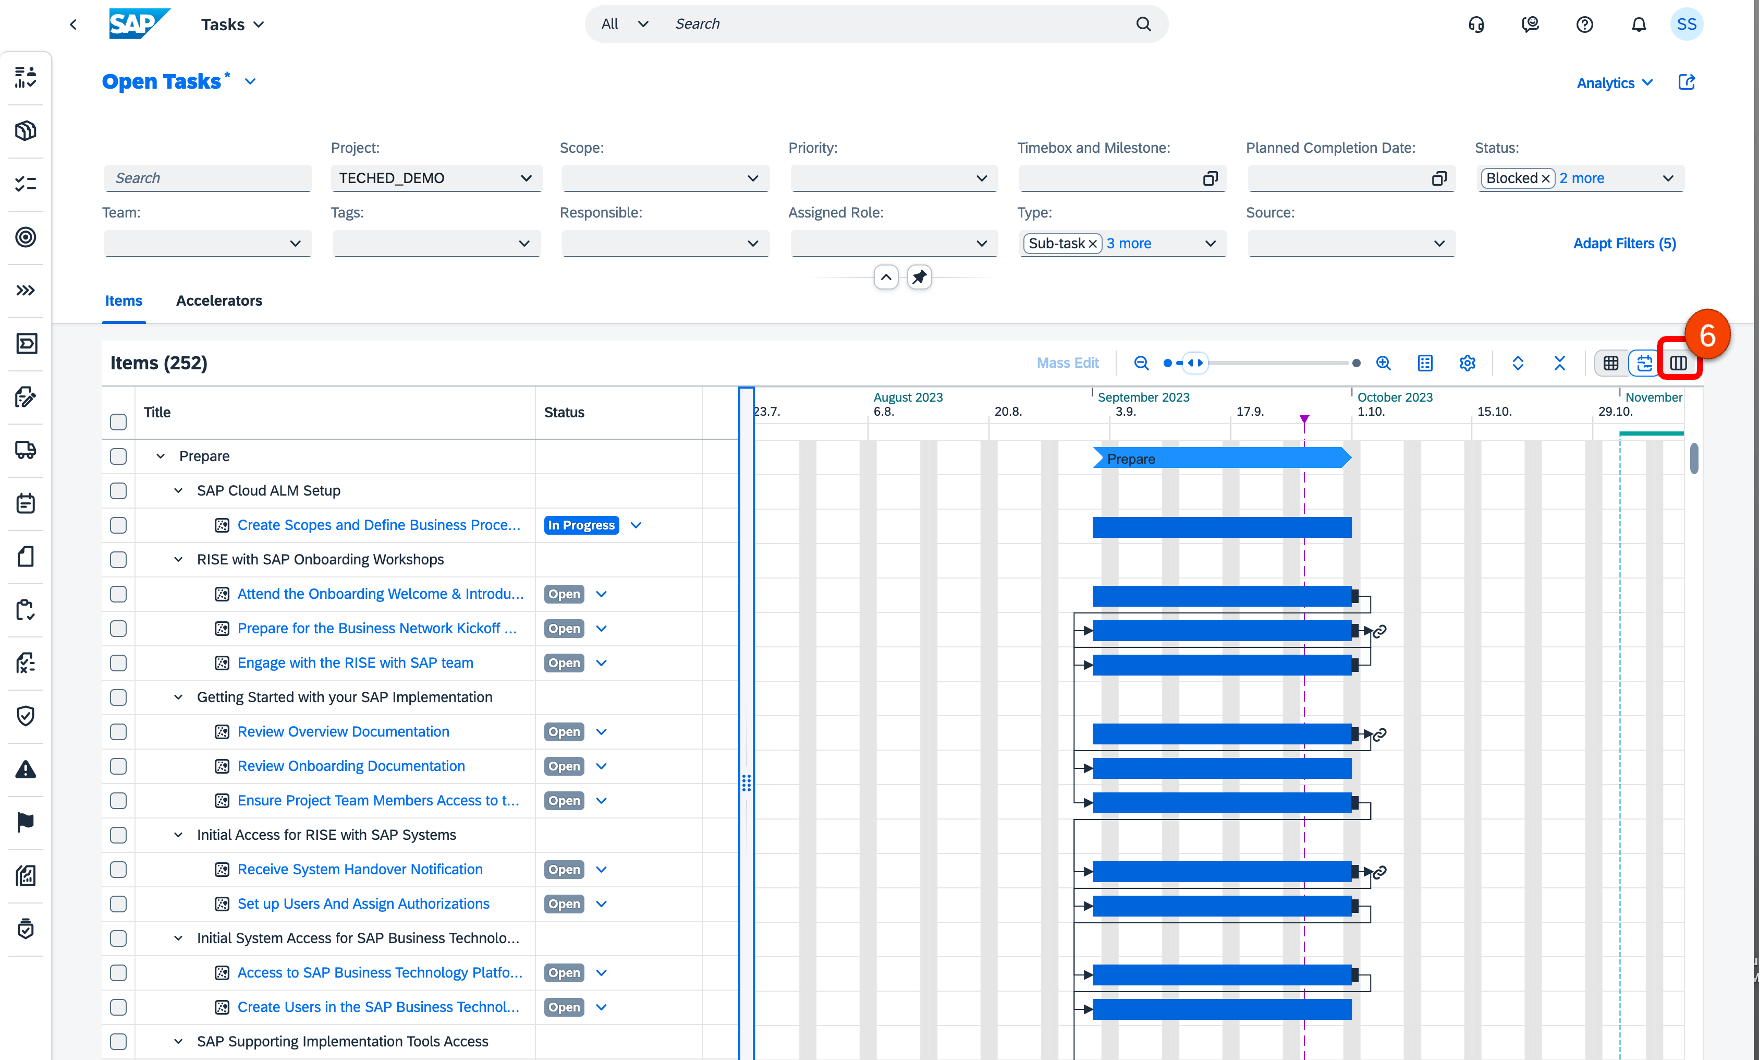 SAP
Tasks
All
Search
SS
Open Tasks*
Analytics
Project:
Scope:
Priority:
Timebox and Milestone:
Planned Completion Date:
Status:
Search
TECHED_DEMO
Blocked
2 more
Team:
Tags:
Responsible:
Assigned Role:
Type:
Source:
Sub-task
3 more
Adapt Filters (5)
Items
Accelerators
6
Items (252)
Mass Edit
Title
Status
August 2023
September 2023
October 2023
November
23.7.
6.8.
20.8.
3.9.
17.9.
1.10.
15.10.
29.10.
Prepare
Prepare
SAP Cloud ALM Setup
Create Scopes and Define Business Proce...
In Progress
RISE with SAP Onboarding Workshops
Attend the Onboarding Welcome & Introdu...
Open
Prepare for the Business Network Kickoff ...
Open
Engage with the RISE with SAP team
Open
Getting Started with your SAP Implementation
Review Overview Documentation
Open
Review Onboarding Documentation
Open
Ensure Project Team Members Access to t...
Open
Initial Access for RISE with SAP Systems
Receive System Handover Notification
Open
Set up Users And Assign Authorizations
Open
Initial System Access for SAP Business Technolo...
Access to SAP Business Technology Platfo...
Open
Create Users in the SAP Business Technol...
Open
SAP Supporting Implementation Tools Access